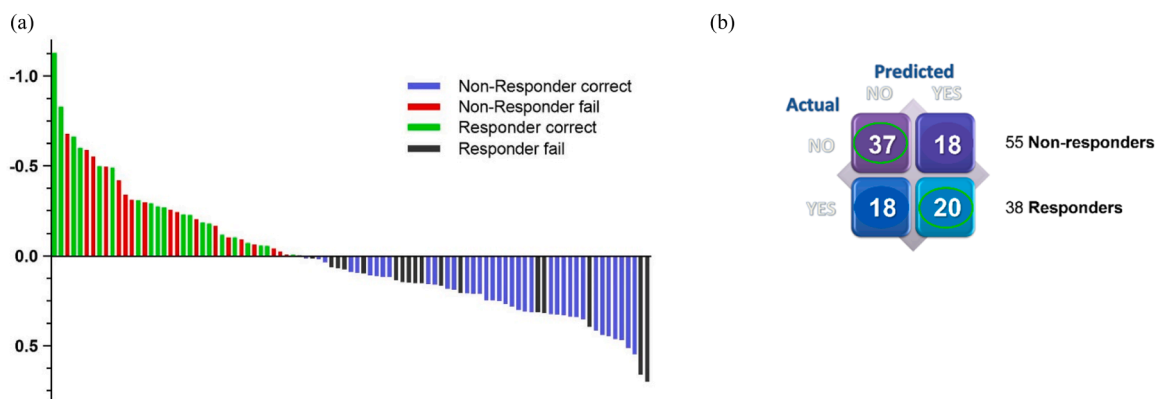 (a)
-1.0
-0.5
0.0
0.5
Non-Responder correct
Non-Responder fail
Responder correct
Responder fail
(b)
Predicted
Actual
NO YES
NO 37 18 55 Non-responders
YES 18 20 38 Responders